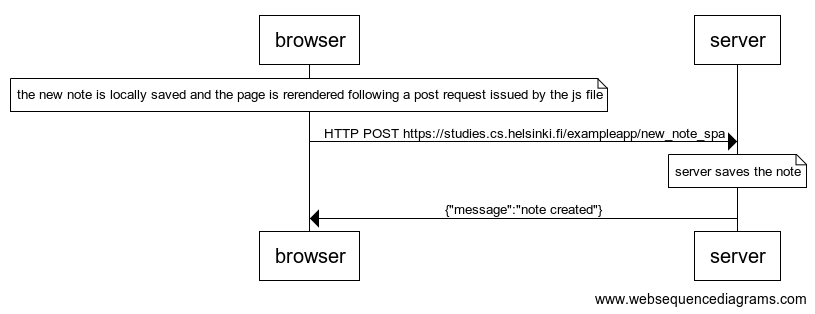 browser server
the new note is locally saved and the page is rerendered following a post request issued by the js file
HTTP POST https://studies.cs.helsinki.fi/exampleapp/new_note_spa
server saves the note
{"message":"note created"}
browser server
www.websequencediagrams.com